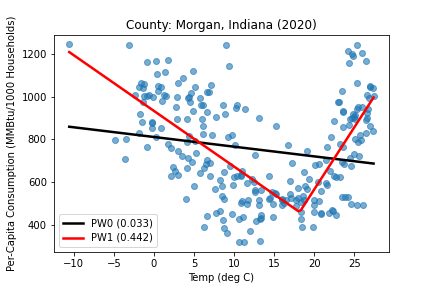 County: Morgan, Indiana (2020)
Per-Capita Consumption (MMBtu/1000 Households)
1200
1000
800
600
400
PW0 (0.033)
PW1 (0.442)
−10
−5
0
5
10
15
20
25
Temp (deg C)